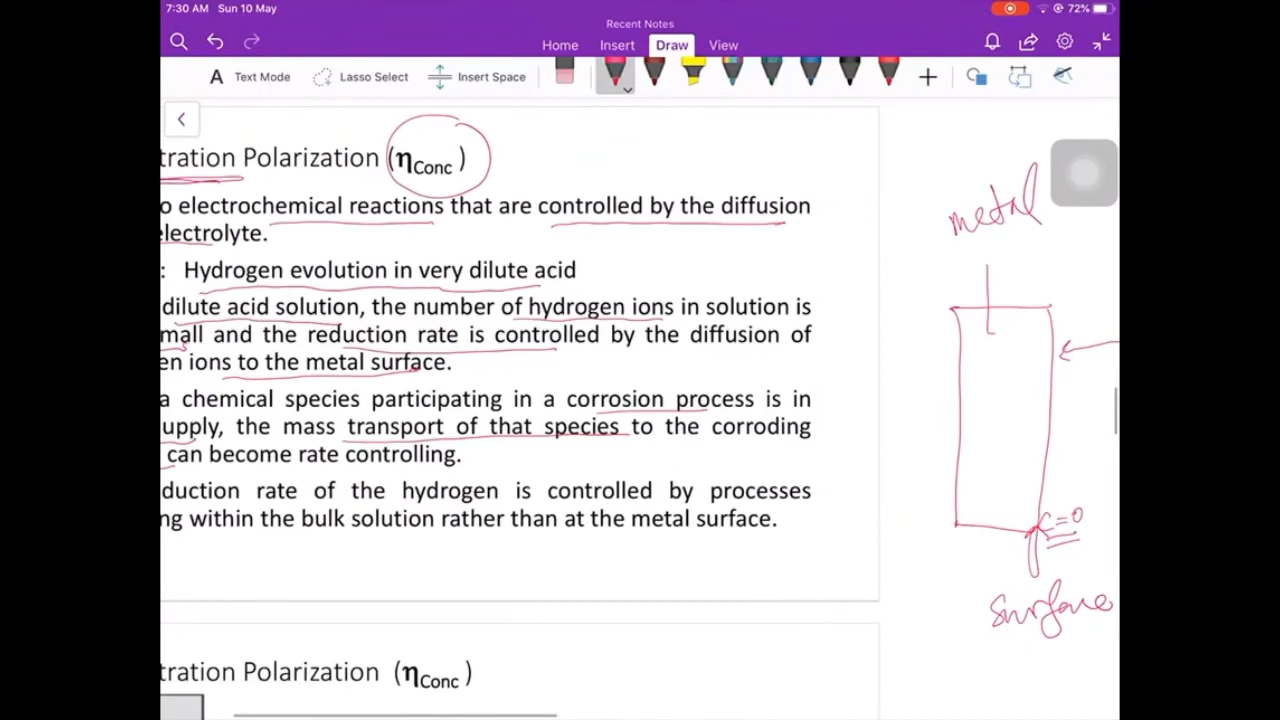 7:30 AM Sun 10 May
72%
Recent Notes
Home Insert Draw View
Text Mode Lasso Select Insert Space
tration Polarization (ηConc )
o electrochemical reactions that are controlled by the diffusion
electrolyte.
: Hydrogen evolution in very dilute acid
dilute acid solution, the number of hydrogen ions in solution is
mall and the reduction rate is controlled by the diffusion of
en ions to the metal surface.
a chemical species participating in a corrosion process is in
upply, the mass transport of that species to the corroding
can become rate controlling.
duction rate of the hydrogen is controlled by processes
ng within the bulk solution rather than at the metal surface.
metal
C=0
surface
tration Polarization (ηConc )